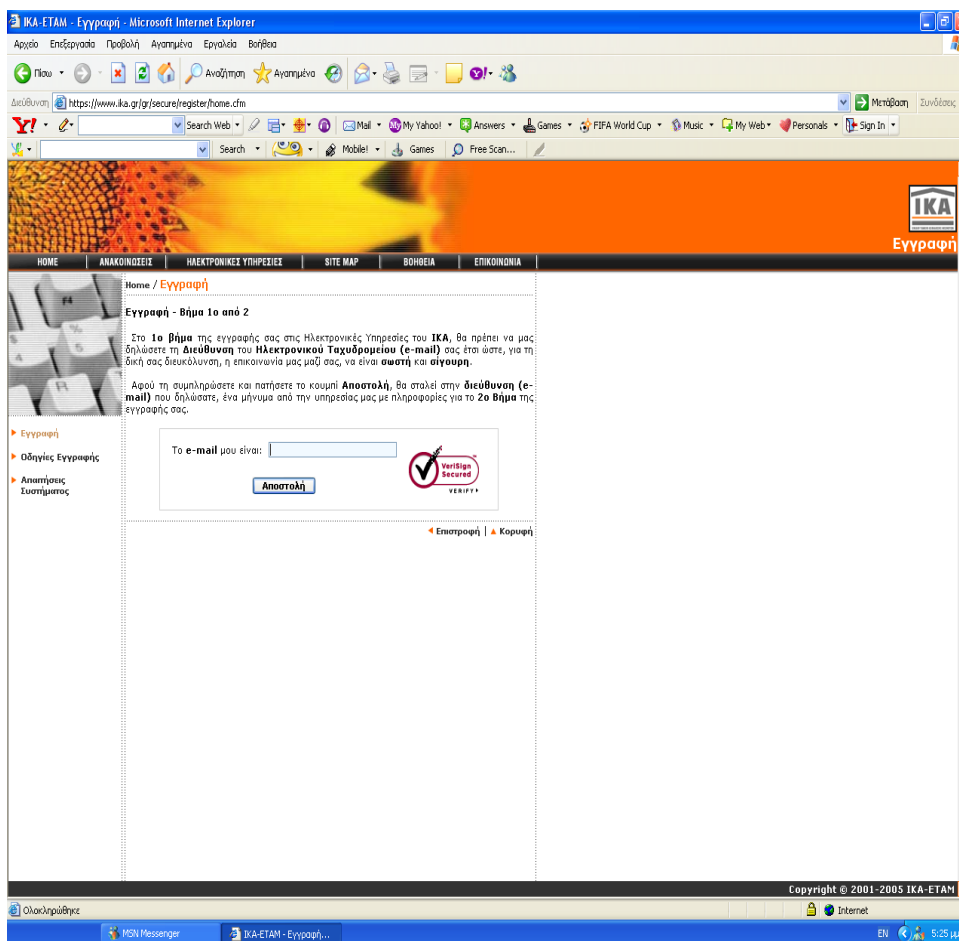 IKA-ETAM - Εγγραφή - Microsoft Internet Explorer
Αρχείο Επεξεργασία Προβολή Αγαπημένα Εργαλεία Βοήθεια
Πίσω Αναζήτηση Αγαπημένα
Διεύθυνση https://www.ika.gr/gr/secure/register/home.cfm Μετάβαση Συνδέσεις
Y! Search Web Mail My Yahoo! Answers Games FIFA World Cup Music My Web Personals Sign In
Search Mobile! Games Free Scan...
IKA
Εγγραφή
HOME ΑΝΑΚΟΙΝΩΣΕΙΣ ΗΛΕΚΤΡΟΝΙΚΕΣ ΥΠΗΡΕΣΙΕΣ SITE MAP ΒΟΗΘΕΙΑ ΕΠΙΚΟΙΝΩΝΙΑ
Home / Εγγραφή
Εγγραφή - Βήμα 1ο από 2
Στο 1ο βήμα της εγγραφής σας στις Ηλεκτρονικές Υπηρεσίες του ΙΚΑ, θα πρέπει να μας
δηλώσετε τη Διεύθυνση του Ηλεκτρονικού Ταχυδρομείου (e-mail) σας έτσι ώστε, για τη
δική σας διευκόλυνση, η επικοινωνία μας μαζί σας, να είναι σωστή και σίγουρη.
Αφού τη συμπληρώσετε και πατήσετε το κουμπί Αποστολή, θα σταλεί στην διεύθυνση (e-
mail) που δηλώσατε, ένα μήνυμα από την υπηρεσίας μας με πληροφορίες για το 2ο Βήμα της
εγγραφής σας.
Εγγραφή
Οδηγίες Εγγραφής
Απαιτήσεις
Συστήματος
Το e-mail μου είναι:
Αποστολή
VeriSign
Secured
VERIFY
Επιστροφή | Κορυφή
Copyright © 2001-2005 IKA-ETAM
Ολοκληρώθηκε Internet
MSN Messenger IKA-ETAM - Εγγραφή... EN 5:25 μμ